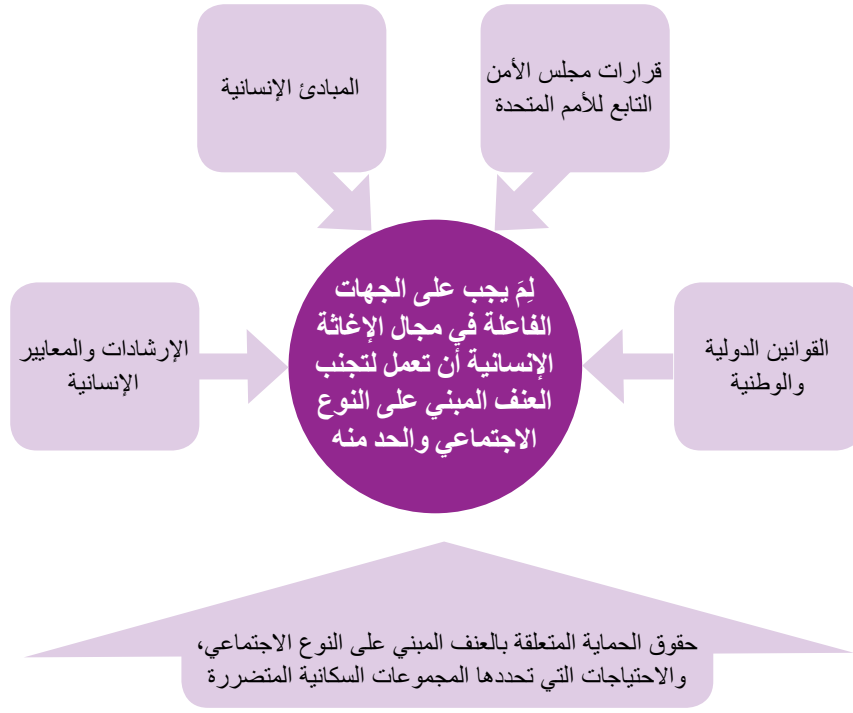 قرارات مجلس الأمن
التابع للأمم المتحدة
المبادئ الإنسانية
لِمَ يجب على الجهات
الفاعلة في مجال الإغاثة
الإنسانية أن تعمل لتجنب
العنف المبني على النوع
الاجتماعي والحد منه
القوانين الدولية
والوطنية
الإرشادات والمعايير
الإنسانية
حقوق الحماية المتعلقة بالعنف المبني على النوع الاجتماعي،
والاحتياجات التي تحددها المجموعات السكانية المتضررة